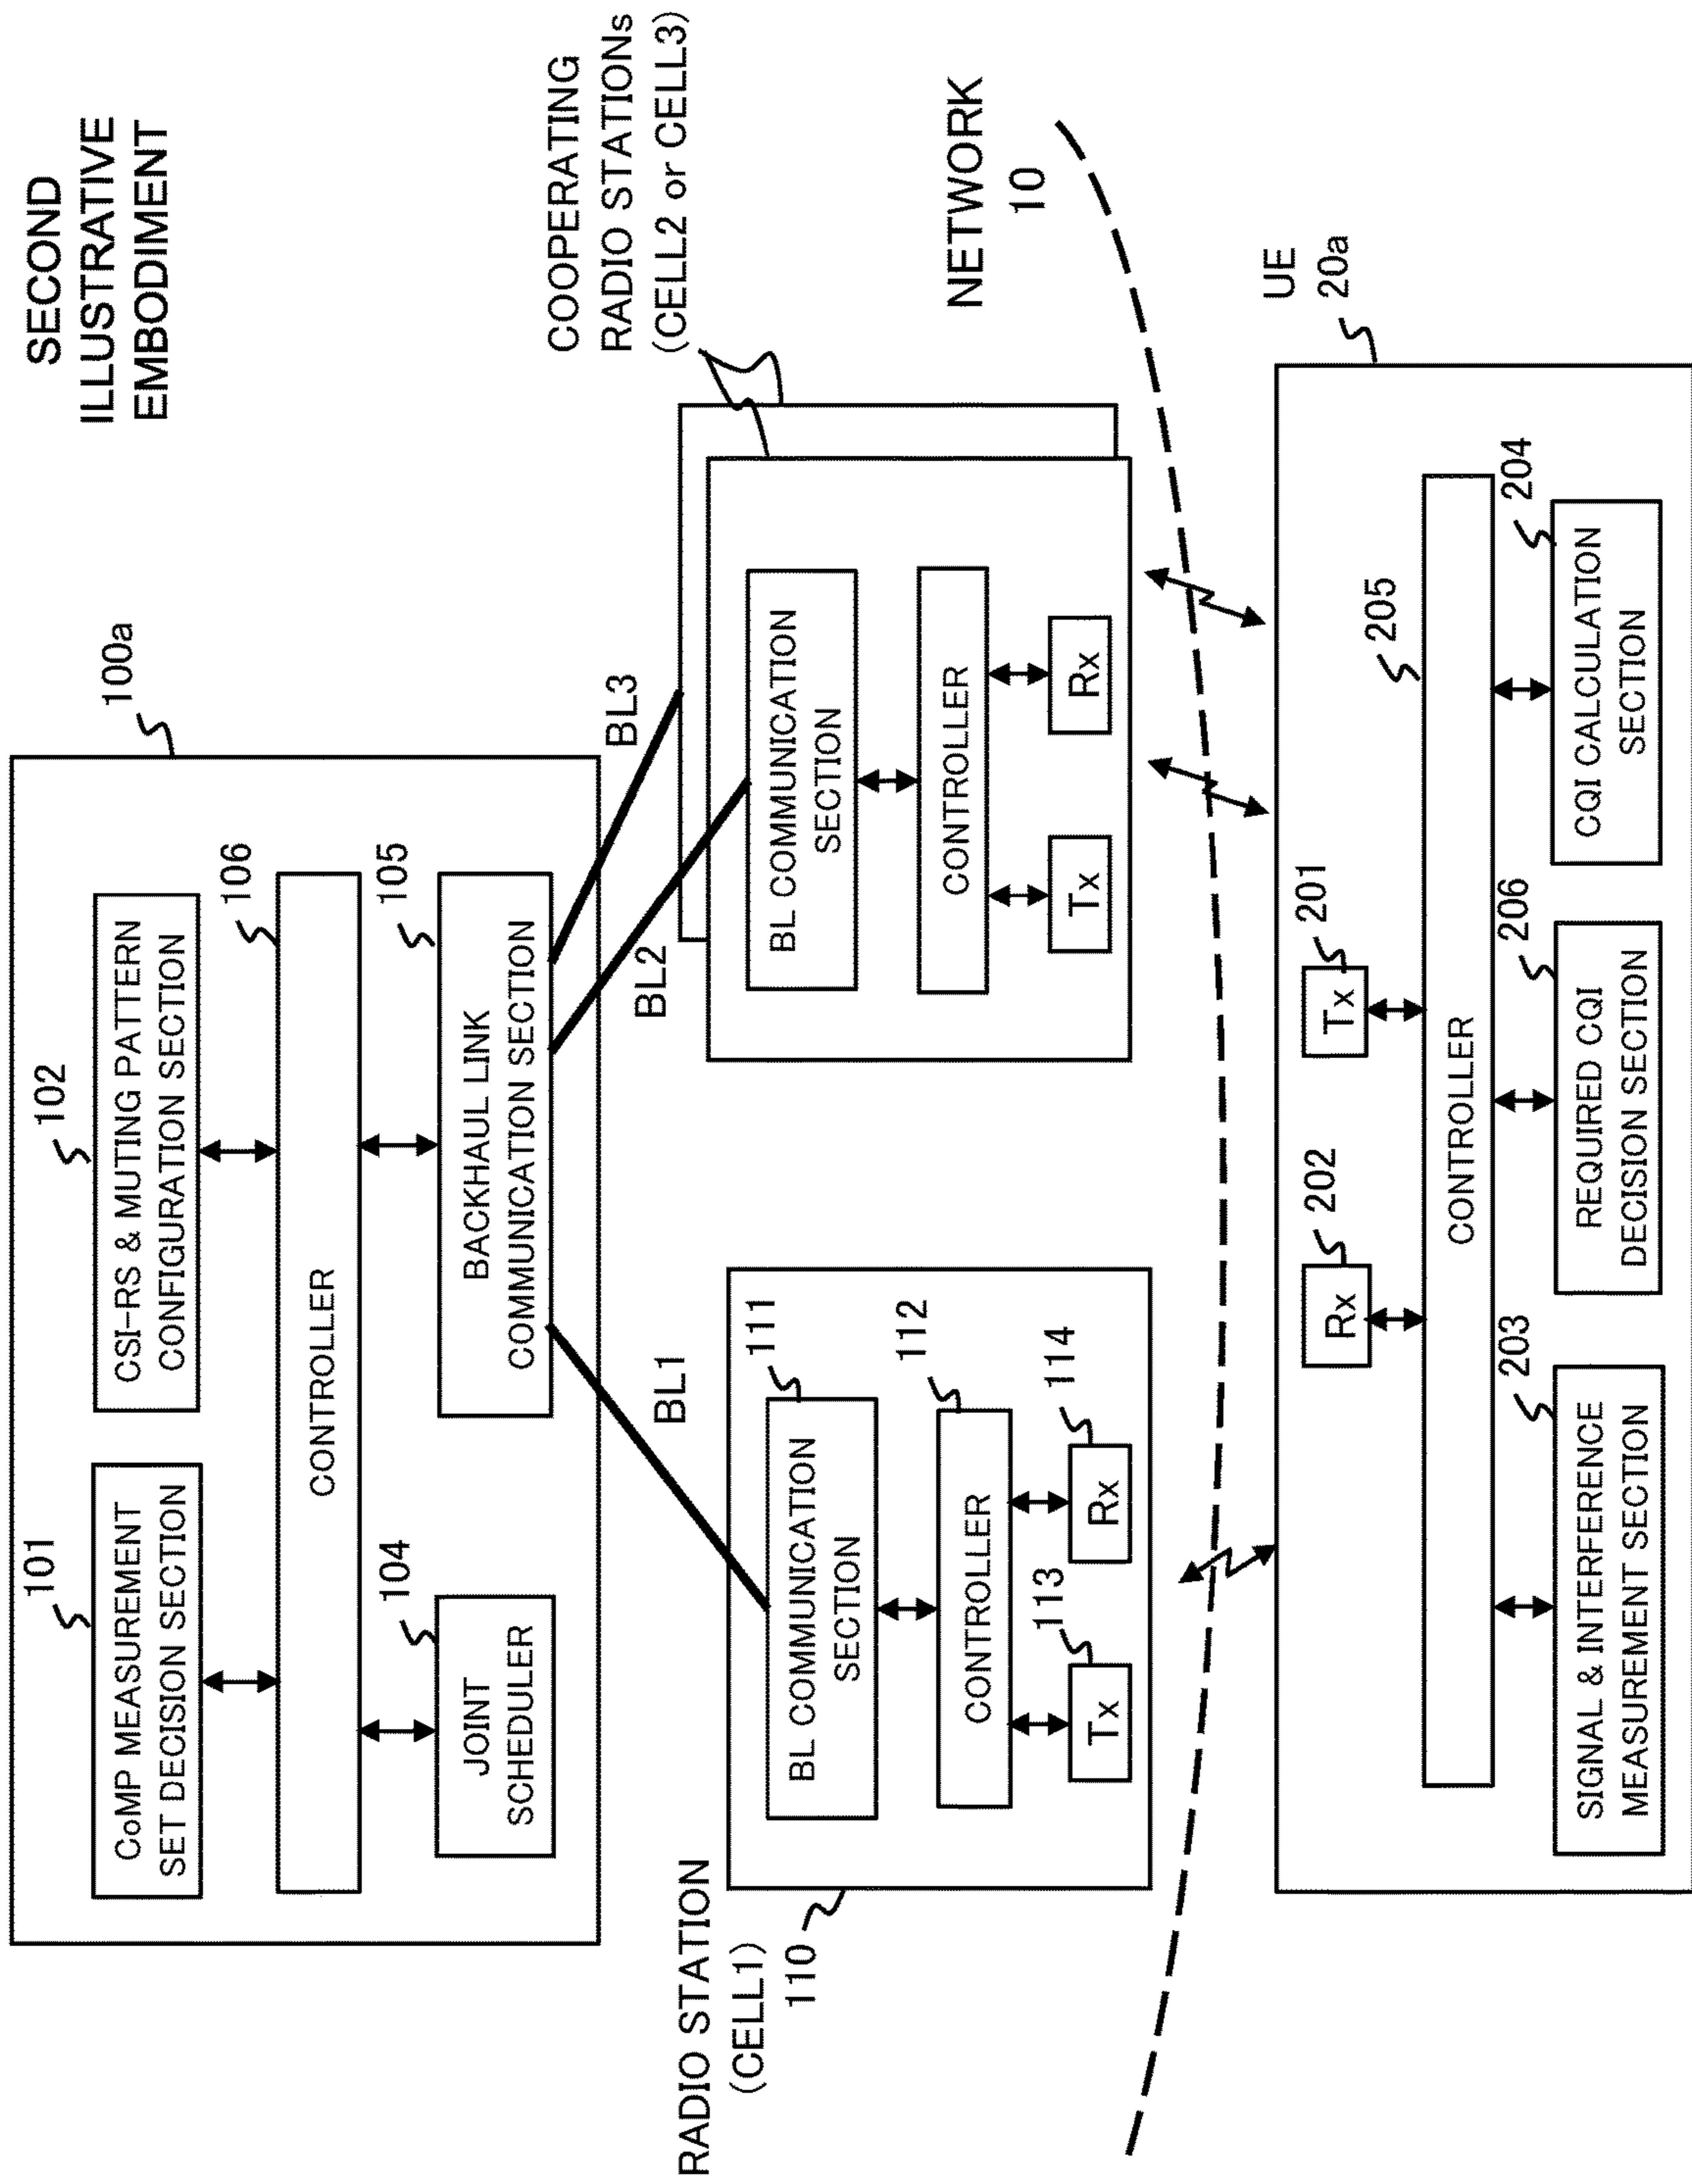 SECOND
ILLUSTRATIVE
EMBODIMENT
100a
101
CoMP MEASUREMENT
SET DECISION SECTION
102
CSI-RS & MUTING PATTERN
CONFIGURATION SECTION
CONTROLLER
106
104
JOINT
SCHEDULER
105
BACKHAUL LINK
COMMUNICATION SECTION
BL1
BL2
BL3
COOPERATING
RADIO STATIONs
(CELL2 or CELL3)
RADIO STATION
(CELL1)
110
BL COMMUNICATION
SECTION
111
CONTROLLER
112
Tx
113
Rx
114
BL COMMUNICATION
SECTION
CONTROLLER
Tx
Rx
NETWORK
10
UE
20a
Rx
202
Tx
201
CONTROLLER
205
SIGNAL & INTERFERENCE
MEASUREMENT SECTION
203
REQUIRED CQI
DECISION SECTION
206
CQI CALCULATION
SECTION
204